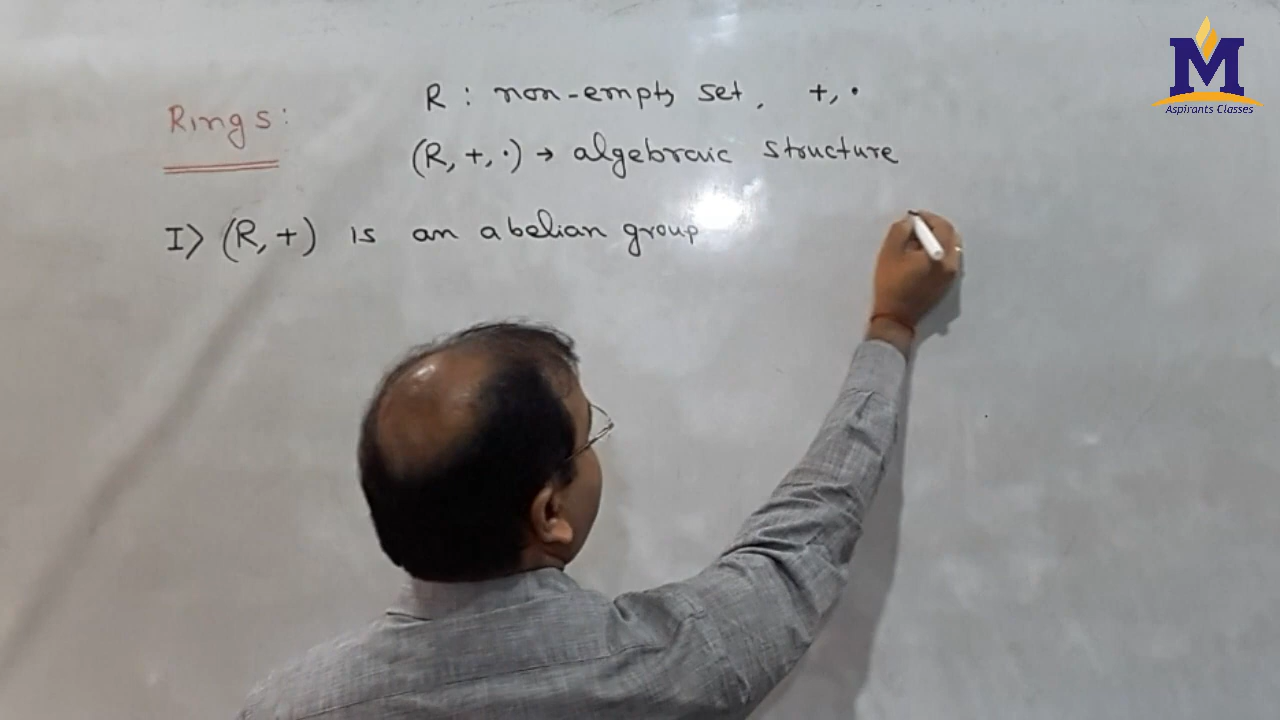 Rings:
R : non-empty set, +, ·
(R, +, ·) → algebraic structure
I> (R, +) is an abelian group
M
Aspirants Classes